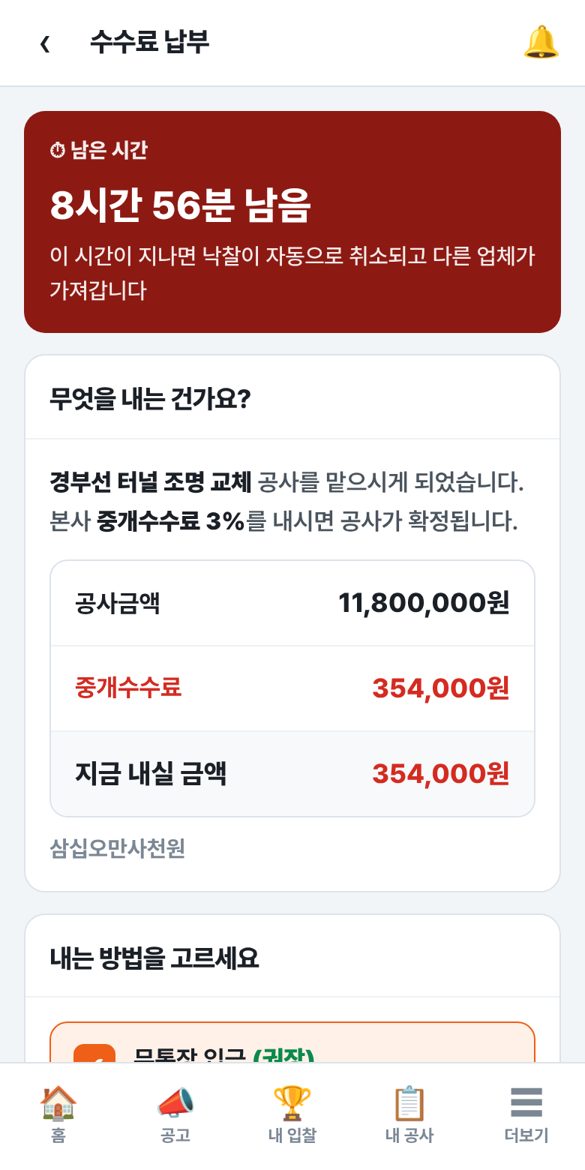 수수료 납부
남은 시간
8시간 56분 남음
이 시간이 지나면 낙찰이 자동으로 취소되고 다른 업체가
가져갑니다
무엇을 내는 건가요?
경부선 터널 조명 교체 공사를 맡으시게 되었습니다.
본사 중개수수료 3%를 내시면 공사가 확정됩니다.
공사금액 11,800,000원
중개수수료 354,000원
지금 내실 금액 354,000원
삼십오만사천원
내는 방법을 고르세요
무통장 입금 (권장)
홈 공고 내 입찰 내 공사 더보기